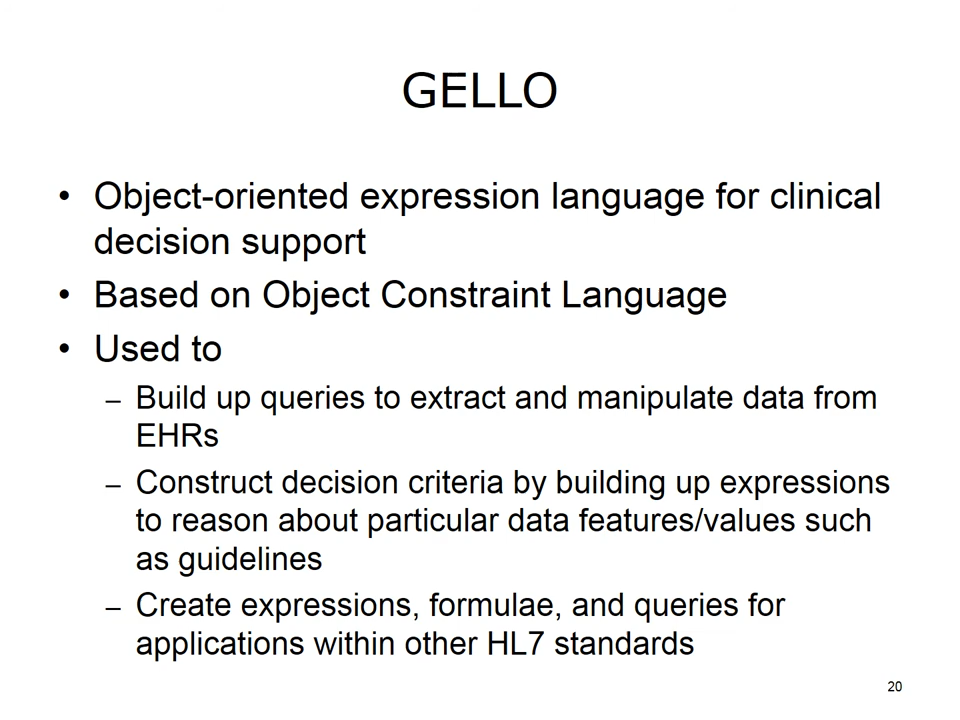 GELLO
• Object-oriented expression language for clinical
decision support
• Based on Object Constraint Language
• Used to
– Build up queries to extract and manipulate data from
EHRs
– Construct decision criteria by building up expressions
to reason about particular data features/values such
as guidelines
– Create expressions, formulae, and queries for
applications within other HL7 standards
20